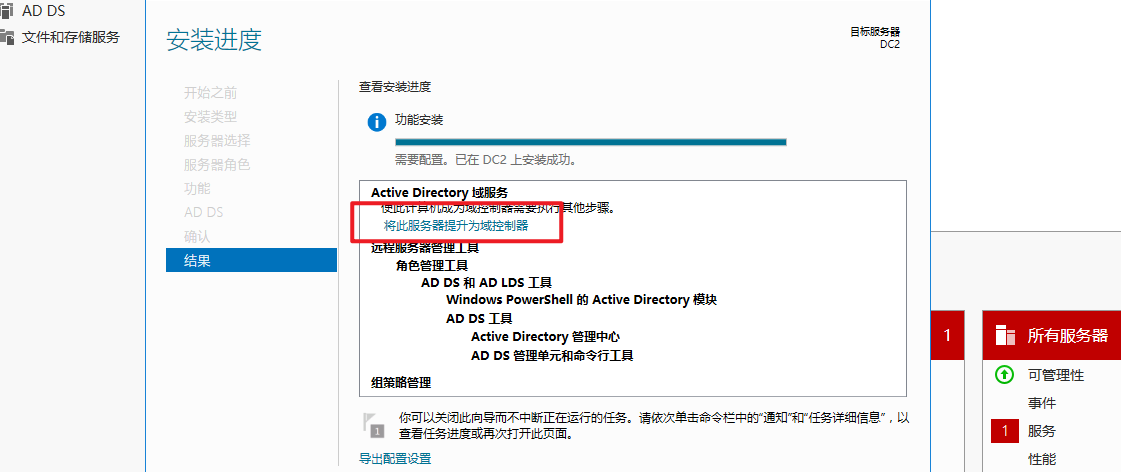 AD DS
文件和存储服务
安装进度
目标服务器
DC2
开始之前
安装类型
服务器选择
服务器角色
功能
AD DS
确认
结果
查看安装进度
功能安装
需要配置。已在 DC2 上安装成功。
Active Directory 域服务
使此计算机成为域控制器需要执行其他步骤。
将此服务器提升为域控制器
远程服务器管理工具
角色管理工具
AD DS 和 AD LDS 工具
Windows PowerShell 的 Active Directory 模块
AD DS 工具
Active Directory 管理中心
AD DS 管理单元和命令行工具
组策略管理
1
你可以关闭此向导而不中断正在运行的任务。请依次单击命令栏中的“通知”和“任务详细信息”，以
查看任务进度或再次打开此页面。
导出配置设置
1
所有服务器
可管理性
事件
1 服务
性能